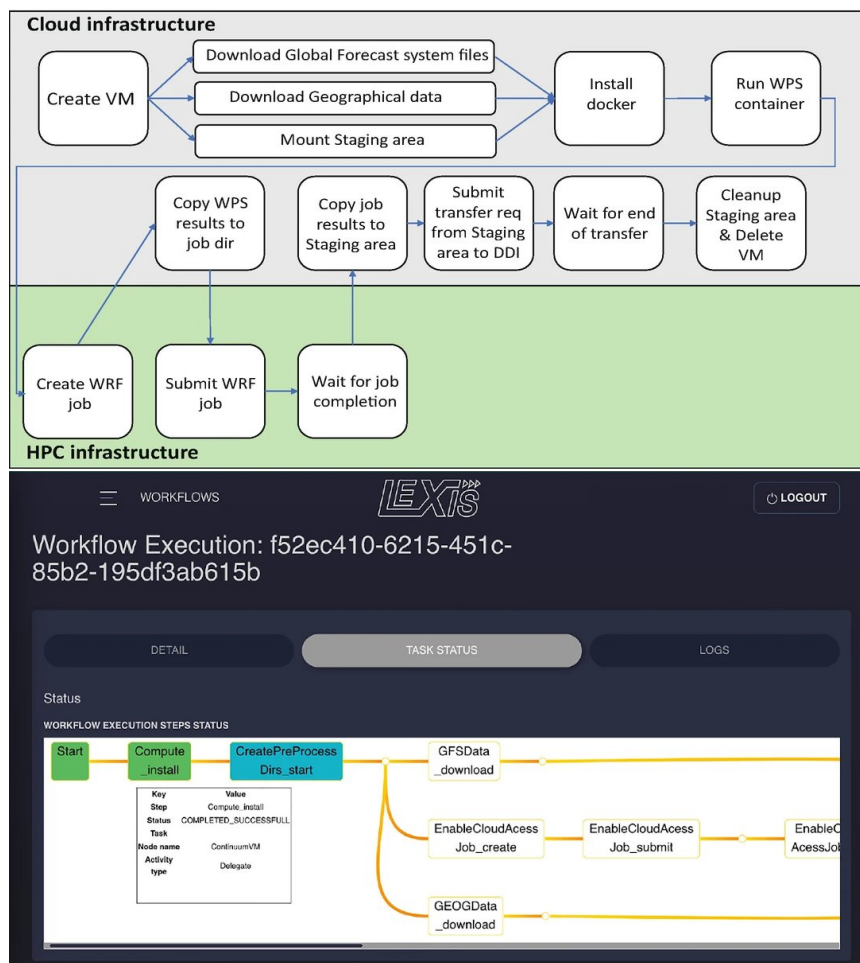 Cloud infrastructure
Create VM
Download Global Forecast system files
Download Geographical data
Mount Staging area
Install
docker
Run WPS
container
Copy WPS
results to
job dir
Copy job
results to
Staging area
Submit
transfer req
from Staging
area to DDI
Wait for end
of transfer
Cleanup
Staging area
& Delete
VM
Create WRF
job
Submit WRF
job
Wait for job
completion
HPC infrastructure
WORKFLOWS
LEXIS
LOGOUT
Workflow Execution: f52ec410-6215-451c-
85b2-195df3ab615b
DETAIL
TASK STATUS
LOGS
Status
WORKFLOW EXECUTION STEPS STATUS
Start
Compute
_install
CreatePreProcess
Dirs_start
GFSData
_download
EnableCloudAcess
Job_create
EnableCloudAcess
Job_submit
EnableC
AcessJo
GEOGData
_download
Key Value
Step Compute_install
Status COMPLETED_SUCCESSFULL
Task
Node name ContinuumVM
Activity
type Delegate